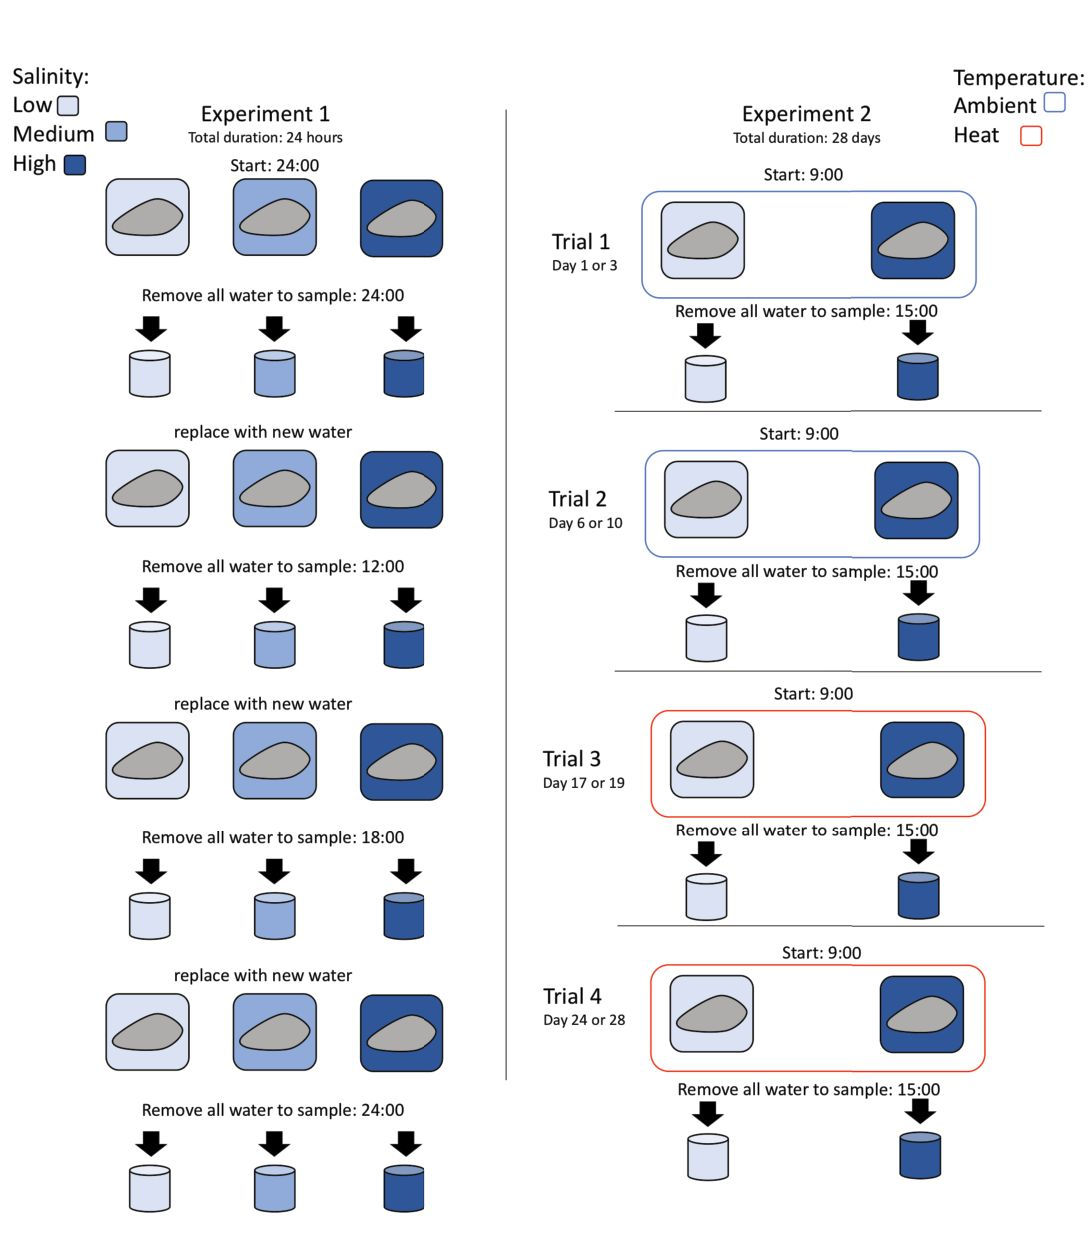 Salinity:
Low
Medium
High
Experiment 1
Total duration: 24 hours
Start: 24:00
Remove all water to sample: 24:00
replace with new water
Remove all water to sample: 12:00
replace with new water
Remove all water to sample: 18:00
replace with new water
Remove all water to sample: 24:00
Temperature:
Ambient
Heat
Experiment 2
Total duration: 28 days
Start: 9:00
Trial 1
Day 1 or 3
Remove all water to sample: 15:00
Start: 9:00
Trial 2
Day 6 or 10
Remove all water to sample: 15:00
Start: 9:00
Trial 3
Day 17 or 19
Remove all water to sample: 15:00
Start: 9:00
Trial 4
Day 24 or 28
Remove all water to sample: 15:00